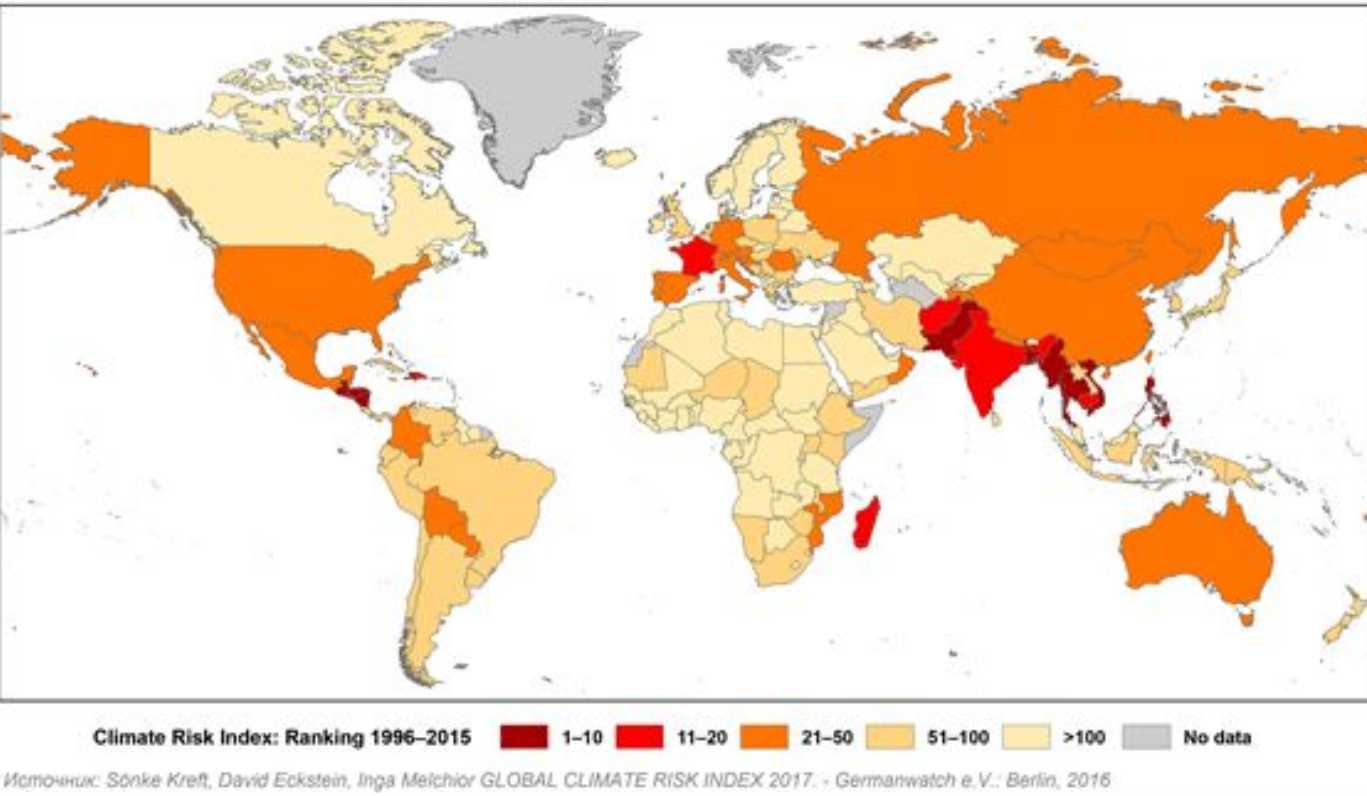 Climate Risk Index: Ranking 1996–2015 1–10 11–20 21–50 51–100 >100 No data
Источник: Sönke Kreft, David Eckstein, Inga Melchior GLOBAL CLIMATE RISK INDEX 2017. - Germanwatch e.V.: Berlin, 2016